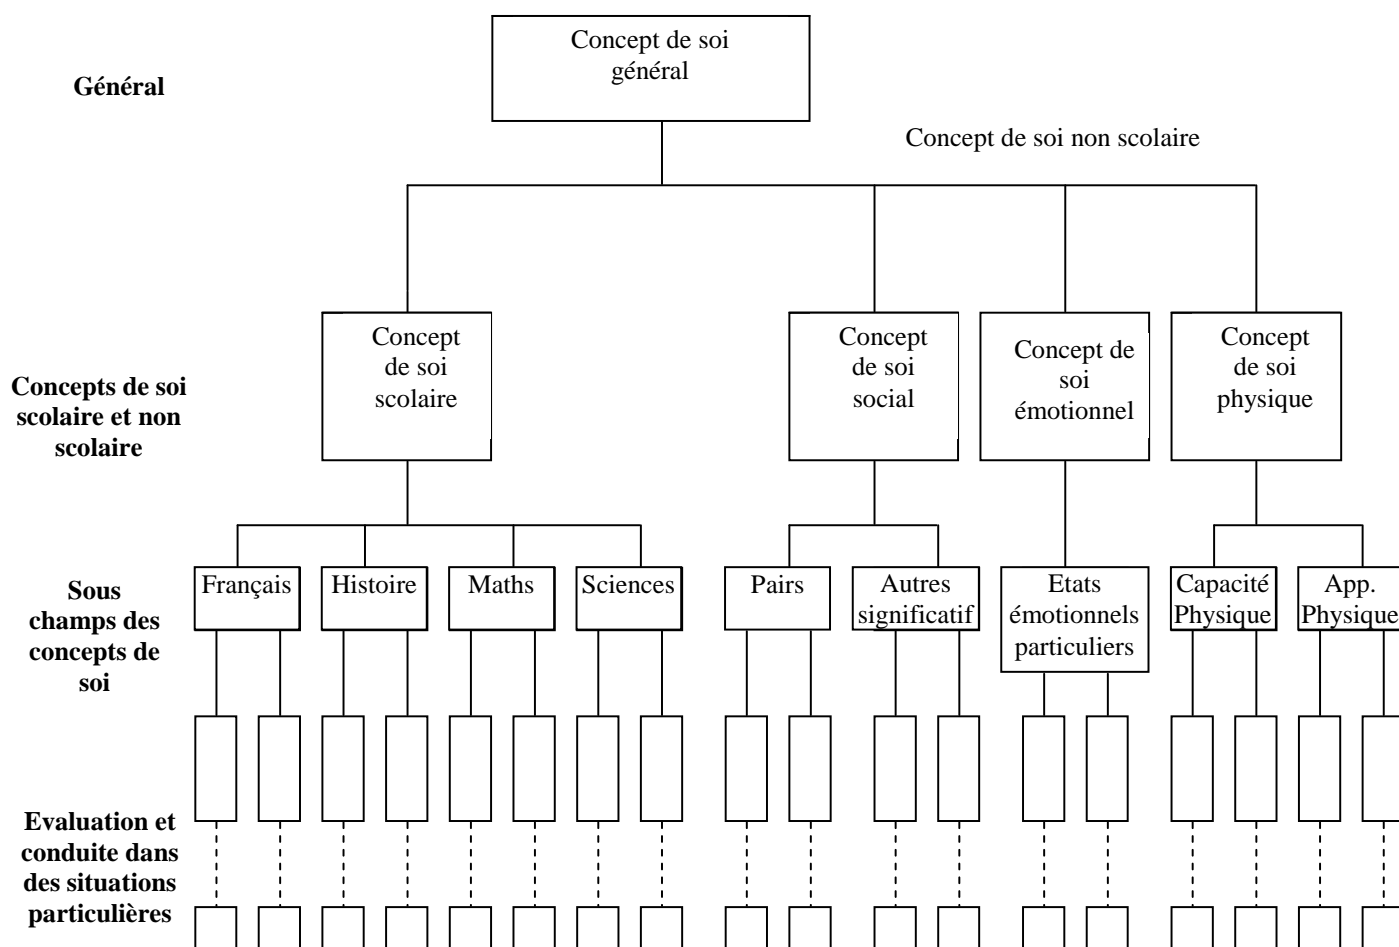 Concept de soi
général
Général
Concept de soi non scolaire
Concept
de soi
scolaire
Concept
de soi
social
Concept de
soi
émotionnel
Concept
de soi
physique
Concepts de soi
scolaire et non
scolaire
Français
Histoire
Maths
Sciences
Pairs
Autres
significatif
Etats
émotionnels
particuliers
Capacité
Physique
App.
Physique
Sous
champs des
concepts de
soi
Evaluation et
conduite dans
des situations
particulières